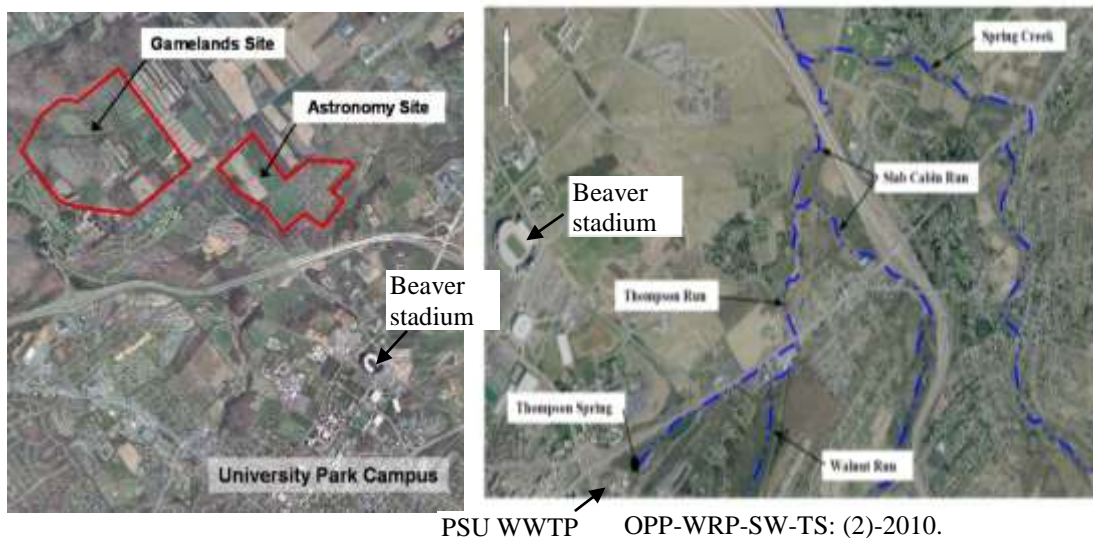 Gamelands Site
Astronomy Site
Beaver
stadium
University Park Campus
Spring Creek
Slab Cabin Run
Beaver
stadium
Thompson Run
Thompson Spring
Walnut Run
PSU WWTP
OPP-WRP-SW-TS: (2)-2010.